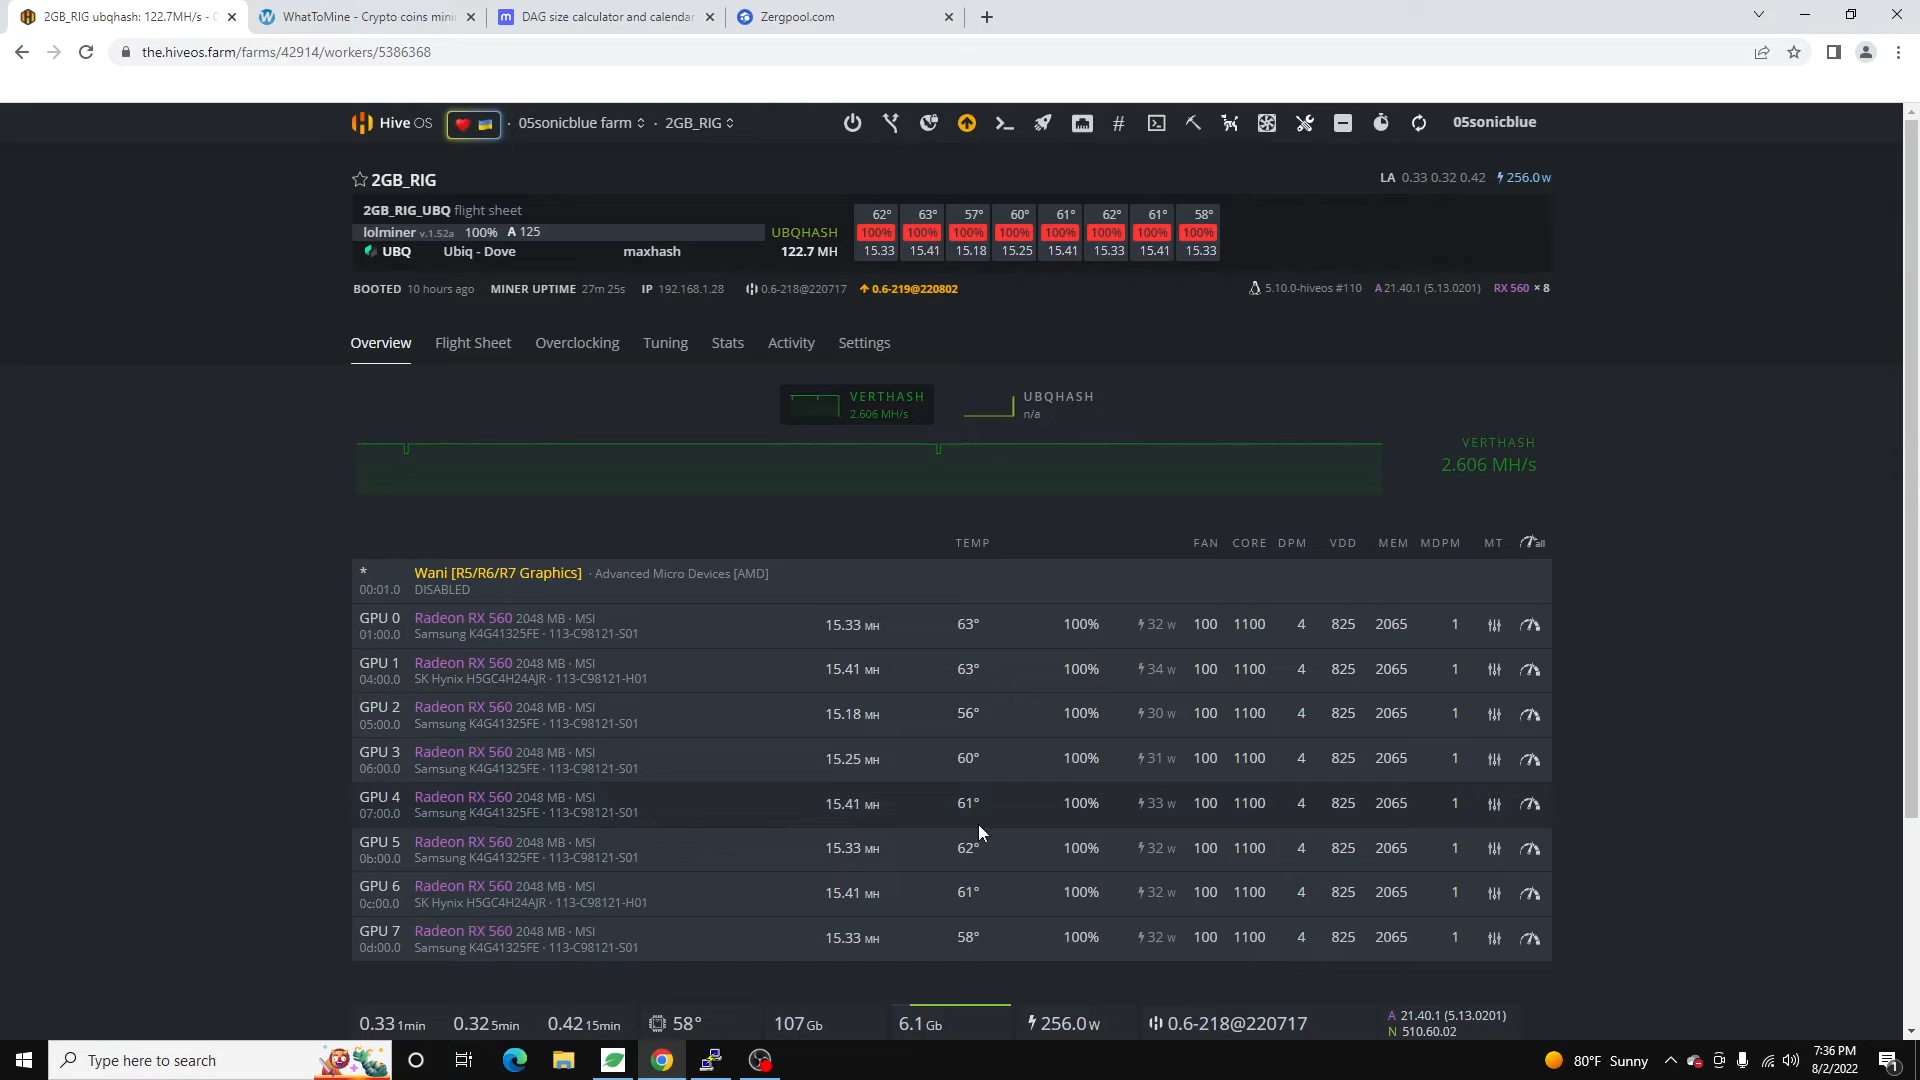 2GB_RIG ubqhash: 122.7MH/s -
WhatToMine - Crypto coins mini
DAG size calculator and calenda
Zergpool.com
the.hiveos.farm/farms/42914/workers/5386368
Hive OS · 05sonicblue farm · 2GB_RIG 05sonicblue
2GB_RIG LA 0.33 0.32 0.42 256.0 W
2GB_RIG_UBQ flight sheet 62° 63° 57° 60° 61° 62° 61° 58°
lolminer v.1.52a 100% A 125 UBQHASH 100% 100% 100% 100% 100% 100% 100% 100%
UBQ Ubiq - Dove maxhash 122.7 MH 15.33 15.41 15.18 15.25 15.41 15.33 15.41 15.33
BOOTED 10 hours ago MINER UPTIME 27m 25s IP 192.168.1.28 0.6-218@220717 0.6-219@220802 5.10.0-hiveos #110 A 21.40.1 (5.13.0201) RX 560 × 8
Overview Flight Sheet Overclocking Tuning Stats Activity Settings
VERTHASH UBQHASH
2.606 MH/s n/a
VERTHASH
2.606 MH/s
TEMP FAN CORE DPM VDD MEM MDPM MT all
* Wani [R5/R6/R7 Graphics] · Advanced Micro Devices [AMD]
00:01.0 DISABLED
GPU 0 Radeon RX 560 2048 MB · MSI 15.33 MH 63° 100% 32 W 100 1100 4 825 2065 1
01:00.0 Samsung K4G41325FE · 113-C98121-S01
GPU 1 Radeon RX 560 2048 MB · MSI 15.41 MH 63° 100% 34 W 100 1100 4 825 2065 1
04:00.0 SK Hynix H5GC4H24AJR · 113-C98121-H01
GPU 2 Radeon RX 560 2048 MB · MSI 15.18 MH 56° 100% 30 W 100 1100 4 825 2065 1
05:00.0 Samsung K4G41325FE · 113-C98121-S01
GPU 3 Radeon RX 560 2048 MB · MSI 15.25 MH 60° 100% 31 W 100 1100 4 825 2065 1
06:00.0 Samsung K4G41325FE · 113-C98121-S01
GPU 4 Radeon RX 560 2048 MB · MSI 15.41 MH 61° 100% 33 W 100 1100 4 825 2065 1
07:00.0 Samsung K4G41325FE · 113-C98121-S01
GPU 5 Radeon RX 560 2048 MB · MSI 15.33 MH 62° 100% 32 W 100 1100 4 825 2065 1
0b:00.0 Samsung K4G41325FE · 113-C98121-S01
GPU 6 Radeon RX 560 2048 MB · MSI 15.41 MH 61° 100% 32 W 100 1100 4 825 2065 1
0c:00.0 SK Hynix H5GC4H24AJR · 113-C98121-H01
GPU 7 Radeon RX 560 2048 MB · MSI 15.33 MH 58° 100% 32 W 100 1100 4 825 2065 1
0d:00.0 Samsung K4G41325FE · 113-C98121-S01
0.33 1min 0.32 5min 0.42 15min 58° 107 Gb 6.1 Gb 256.0 W 0.6-218@220717 A 21.40.1 (5.13.0201)
N 510.60.02
Type here to search
80°F Sunny
7:36 PM
8/2/2022
1